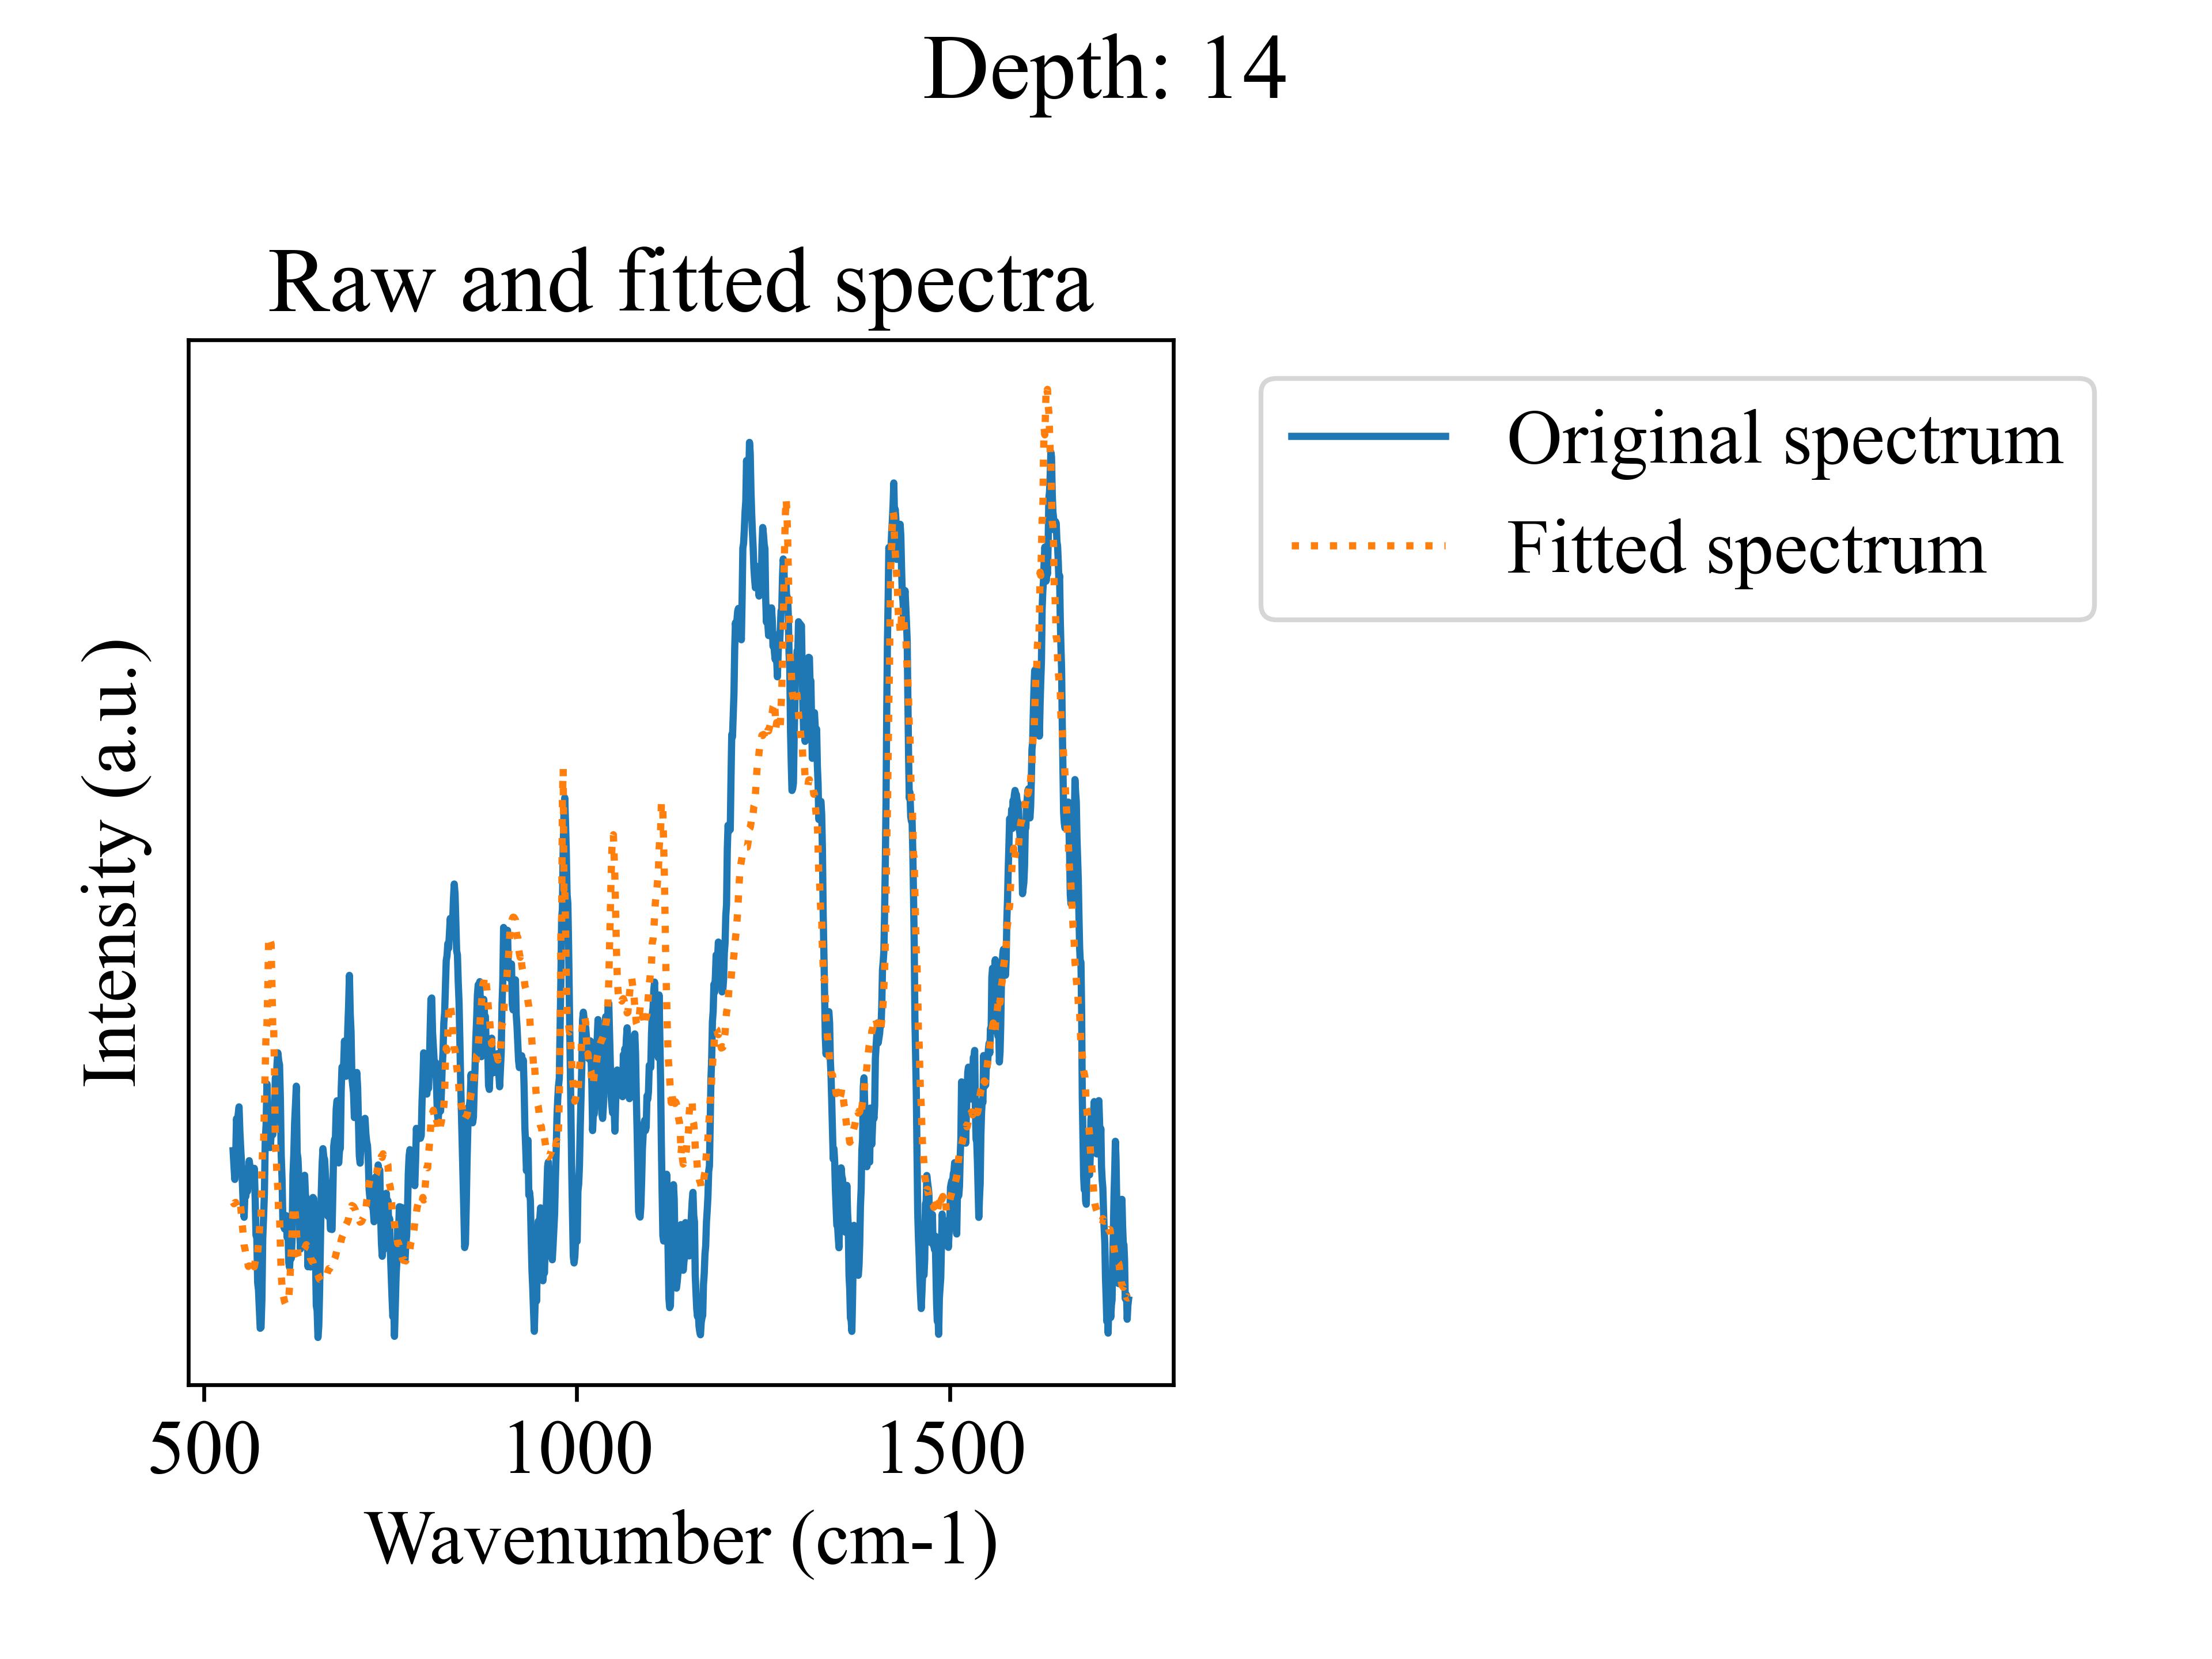 Depth: 14
Raw and fitted spectra
Original spectrum
Fitted spectrum
Intensity (a.u.)
500 1000 1500
Wavenumber (cm-1)